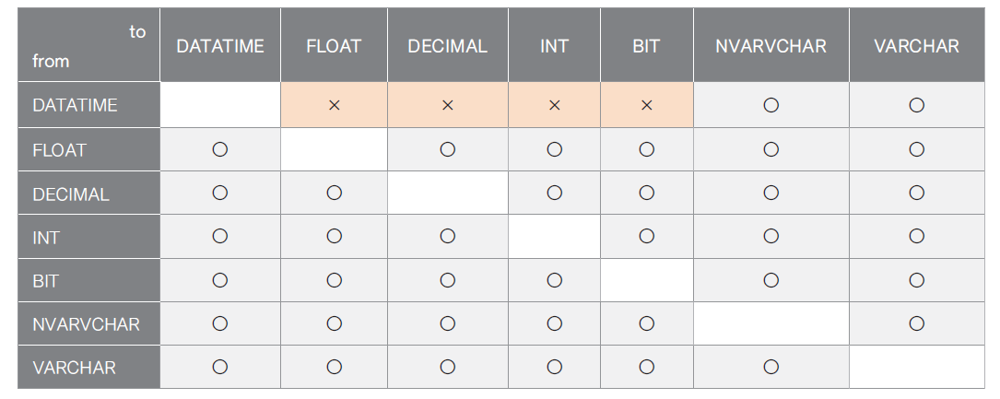 to
from DATATIME FLOAT DECIMAL INT BIT NVARVCHAR VARCHAR
DATATIME × × × × ○ ○
FLOAT ○ ○ ○ ○ ○ ○
DECIMAL ○ ○ ○ ○ ○ ○
INT ○ ○ ○ ○ ○ ○
BIT ○ ○ ○ ○ ○ ○
NVARVCHAR ○ ○ ○ ○ ○ ○
VARCHAR ○ ○ ○ ○ ○ ○